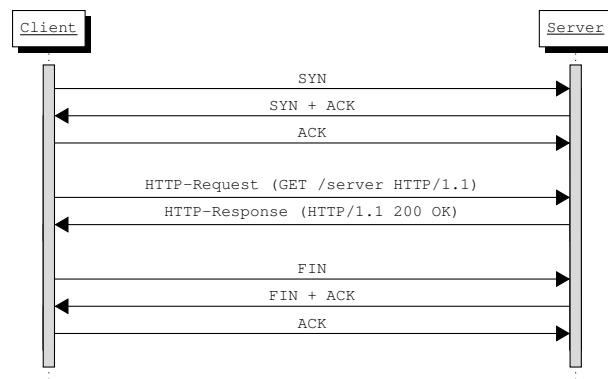 Client
Server
SYN
SYN + ACK
ACK
HTTP-Request (GET /server HTTP/1.1)
HTTP-Response (HTTP/1.1 200 OK)
FIN
FIN + ACK
ACK